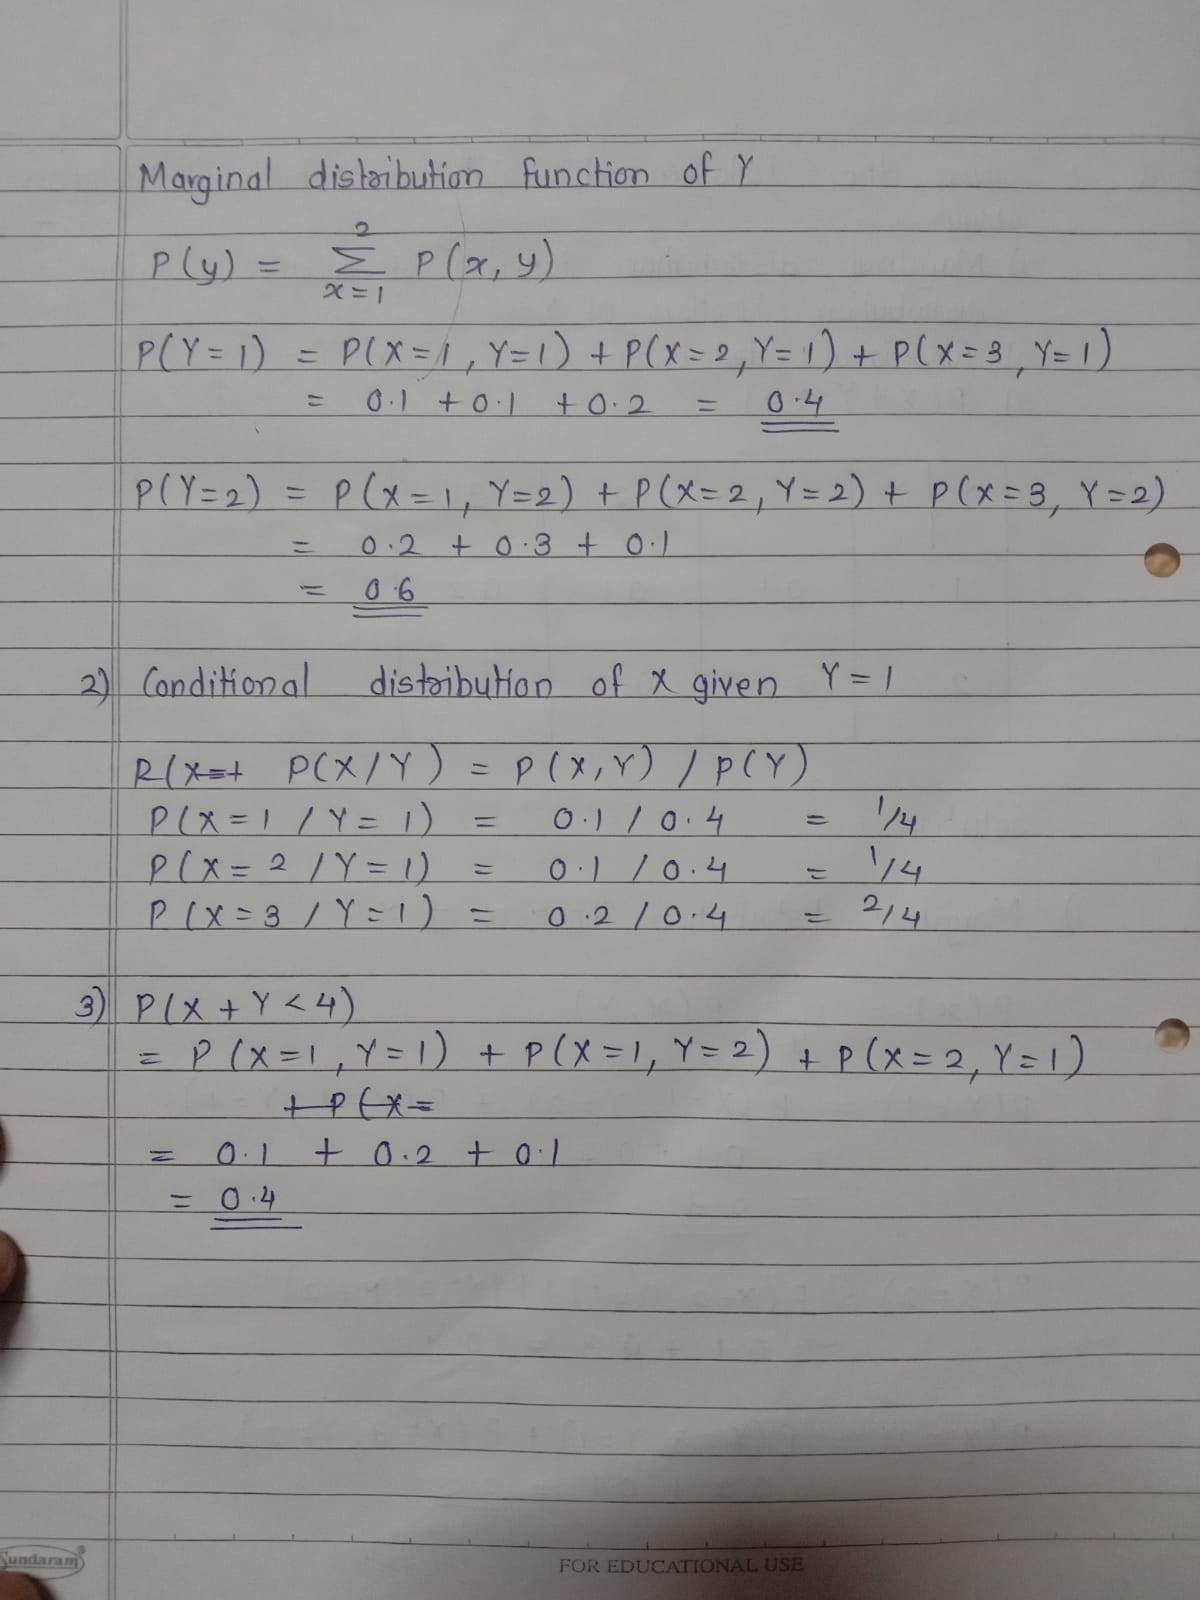 Marginal distribution function of Y
2
P(y) = Σ P(x, y)
x=1
P(Y=1) = P(X=1, Y=1) + P(X=2, Y=1) + P(X=3, Y=1)
= 0.1 + 0.1 + 0.2 = 0.4
P(Y=2) = P(X=1, Y=2) + P(X=2, Y=2) + P(X=3, Y=2)
= 0.2 + 0.3 + 0.1
= 0.6
2) Conditional distribution of X given Y=1
P(X/Y) = P(X,Y) / P(Y)
P(X=1 / Y=1) = 0.1 / 0.4 = 1/4
P(X=2 / Y=1) = 0.1 / 0.4 = 1/4
P(X=3 / Y=1) = 0.2 / 0.4 = 2/4
3) P(X+Y<4)
= P(X=1, Y=1) + P(X=1, Y=2) + P(X=2, Y=1)
+ P(X=
= 0.1 + 0.2 + 0.1
= 0.4
Sundaram
FOR EDUCATIONAL USE